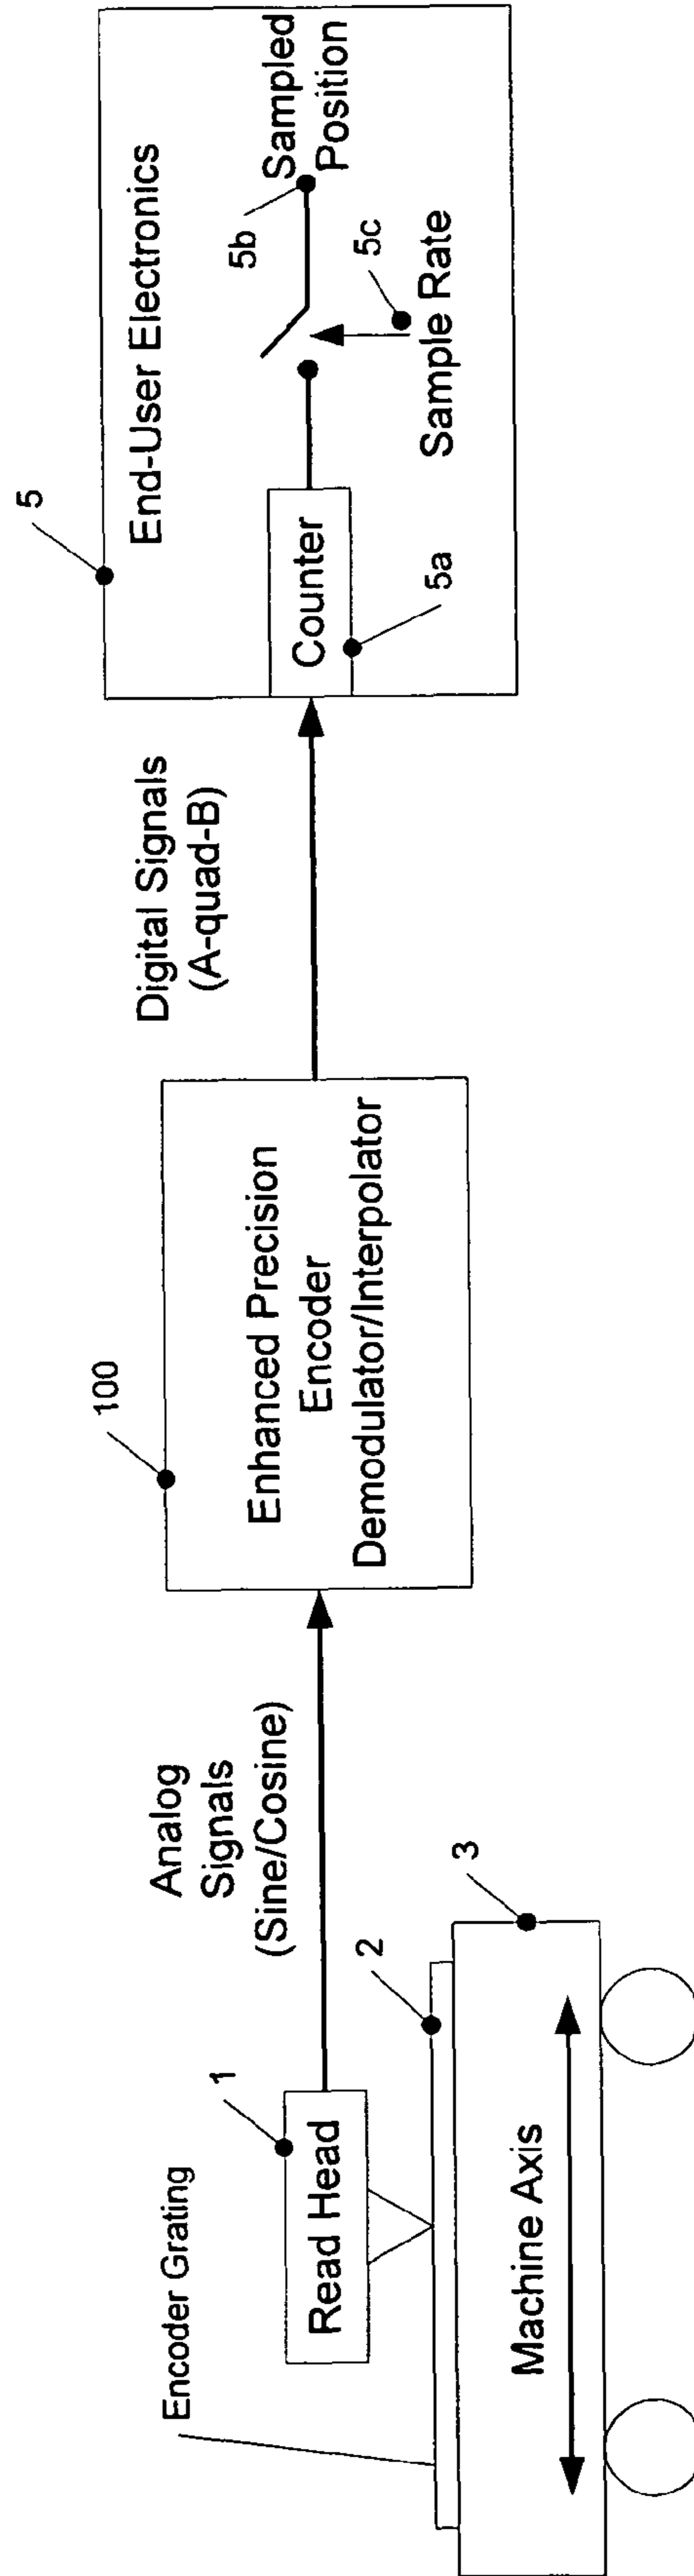 Encoder Grating
1
Read Head
2
3
Machine Axis
Analog
Signals
(Sine/Cosine)
100
Enhanced Precision
Encoder
Demodulator/Interpolator
Digital Signals
(A-quad-B)
5
End-User Electronics
Counter
5a
5b
Sampled
Position
5c
Sample Rate